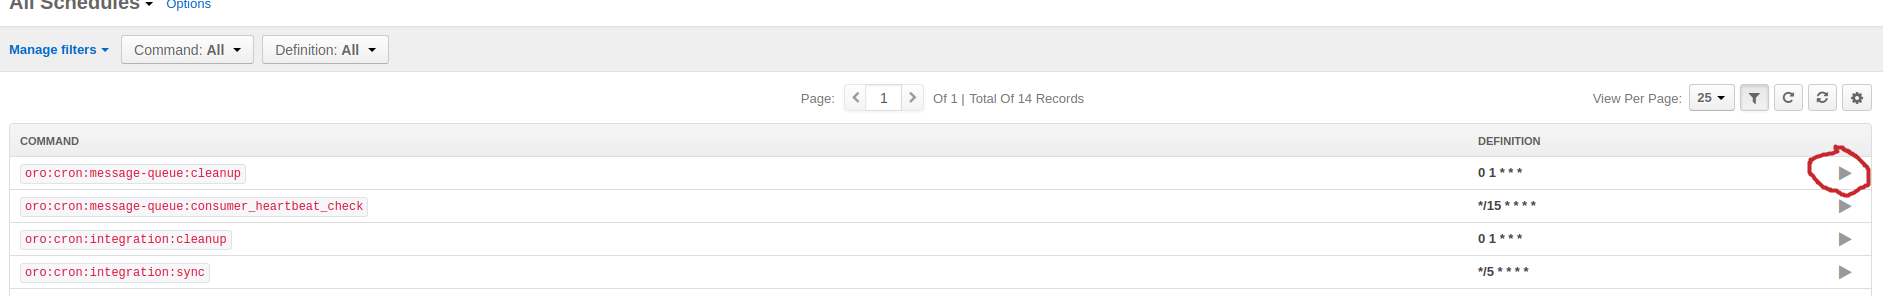 All Schedules Options
Manage filters Command: All Definition: All
Page: 1 Of 1 | Total Of 14 Records View Per Page: 25
COMMAND DEFINITION
oro:cron:message-queue:cleanup 0 1 * * *
oro:cron:message-queue:consumer_heartbeat_check */15 * * * *
oro:cron:integration:cleanup 0 1 * * *
oro:cron:integration:sync */5 * * * *